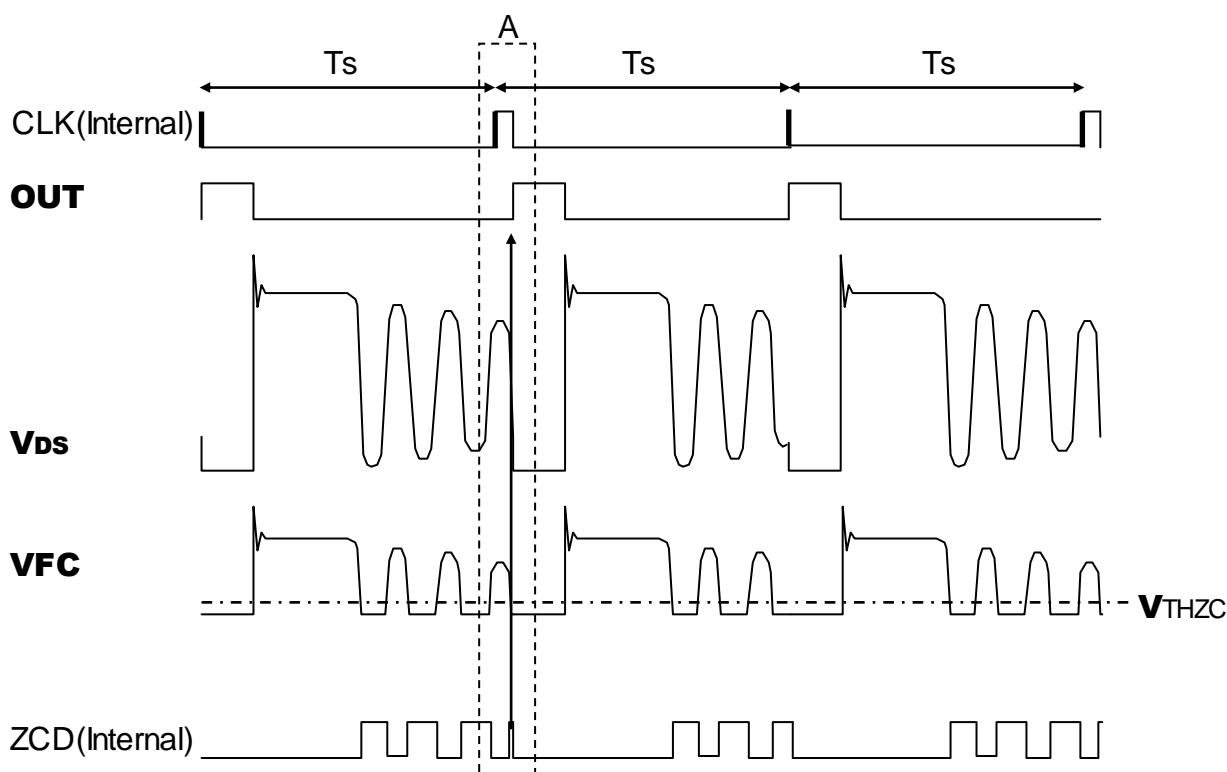 A
Ts Ts Ts
CLK(Internal)
OUT
VDS
VFC
VTHZC
ZCD(Internal)